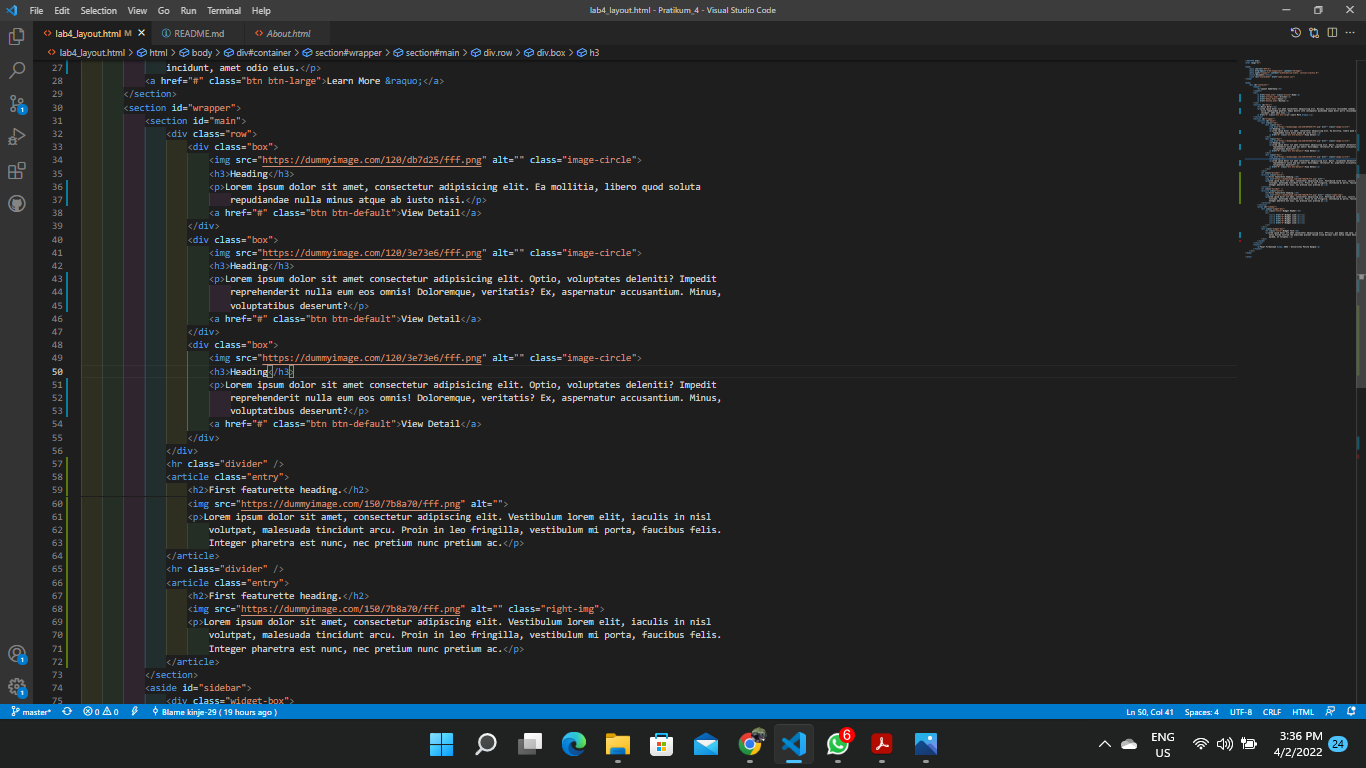 File Edit Selection View Go Run Terminal Help lab4_layout.html - Pratikum_4 - Visual Studio Code
lab4_layout.html M README.md About.html
lab4_layout.html > html > body > div#container > section#wrapper > section#main > div.row > div.box > h3
27 incidunt, amet odio eius.</p>
28 <a href="#" class="btn btn-large">Learn More &raquo;</a>
29 </section>
30 <section id="wrapper">
31 <section id="main">
32 <div class="row">
33 <div class="box">
34 <img src="https://dummyimage.com/120/db7d25/fff.png" alt="" class="image-circle">
35 <h3>Heading</h3>
36 <p>Lorem ipsum dolor sit amet, consectetur adipisicing elit. Ea mollitia, libero quod soluta
37 repudiandae nulla minus atque ab iusto nisi.</p>
38 <a href="#" class="btn btn-default">View Detail</a>
39 </div>
40 <div class="box">
41 <img src="https://dummyimage.com/120/3e73e6/fff.png" alt="" class="image-circle">
42 <h3>Heading</h3>
43 <p>Lorem ipsum dolor sit amet consectetur adipisicing elit. Optio, voluptates deleniti? Impedit
44 reprehenderit nulla eum eos omnis! Doloremque, veritatis? Ex, aspernatur accusantium. Minus,
45 voluptatibus deserunt?</p>
46 <a href="#" class="btn btn-default">View Detail</a>
47 </div>
48 <div class="box">
49 <img src="https://dummyimage.com/120/3e73e6/fff.png" alt="" class="image-circle">
50 <h3>Heading</h3>
51 <p>Lorem ipsum dolor sit amet consectetur adipisicing elit. Optio, voluptates deleniti? Impedit
52 reprehenderit nulla eum eos omnis! Doloremque, veritatis? Ex, aspernatur accusantium. Minus,
53 voluptatibus deserunt?</p>
54 <a href="#" class="btn btn-default">View Detail</a>
55 </div>
56 </div>
57 <hr class="divider" />
58 <article class="entry">
59 <h2>First featurette heading.</h2>
60 <img src="https://dummyimage.com/150/7b8a70/fff.png" alt="">
61 <p>Lorem ipsum dolor sit amet, consectetur adipiscing elit. Vestibulum lorem elit, iaculis in nisl
62 volutpat, malesuada tincidunt arcu. Proin in leo fringilla, vestibulum mi porta, faucibus felis.
63 Integer pharetra est nunc, nec pretium nunc pretium ac.</p>
64 </article>
65 <hr class="divider" />
66 <article class="entry">
67 <h2>First featurette heading.</h2>
68 <img src="https://dummyimage.com/150/7b8a70/fff.png" alt="" class="right-img">
69 <p>Lorem ipsum dolor sit amet, consectetur adipiscing elit. Vestibulum lorem elit, iaculis in nisl
70 volutpat, malesuada tincidunt arcu. Proin in leo fringilla, vestibulum mi porta, faucibus felis.
71 Integer pharetra est nunc, nec pretium nunc pretium ac.</p>
72 </article>
73 </section>
74 <aside id="sidebar">
75 <div class="widget-box">
master* 0 0 Blame kinje-29 ( 19 hours ago ) Ln 50, Col 41 Spaces: 4 UTF-8 CRLF HTML
6 ENG US 3:36 PM 4/2/2022 24